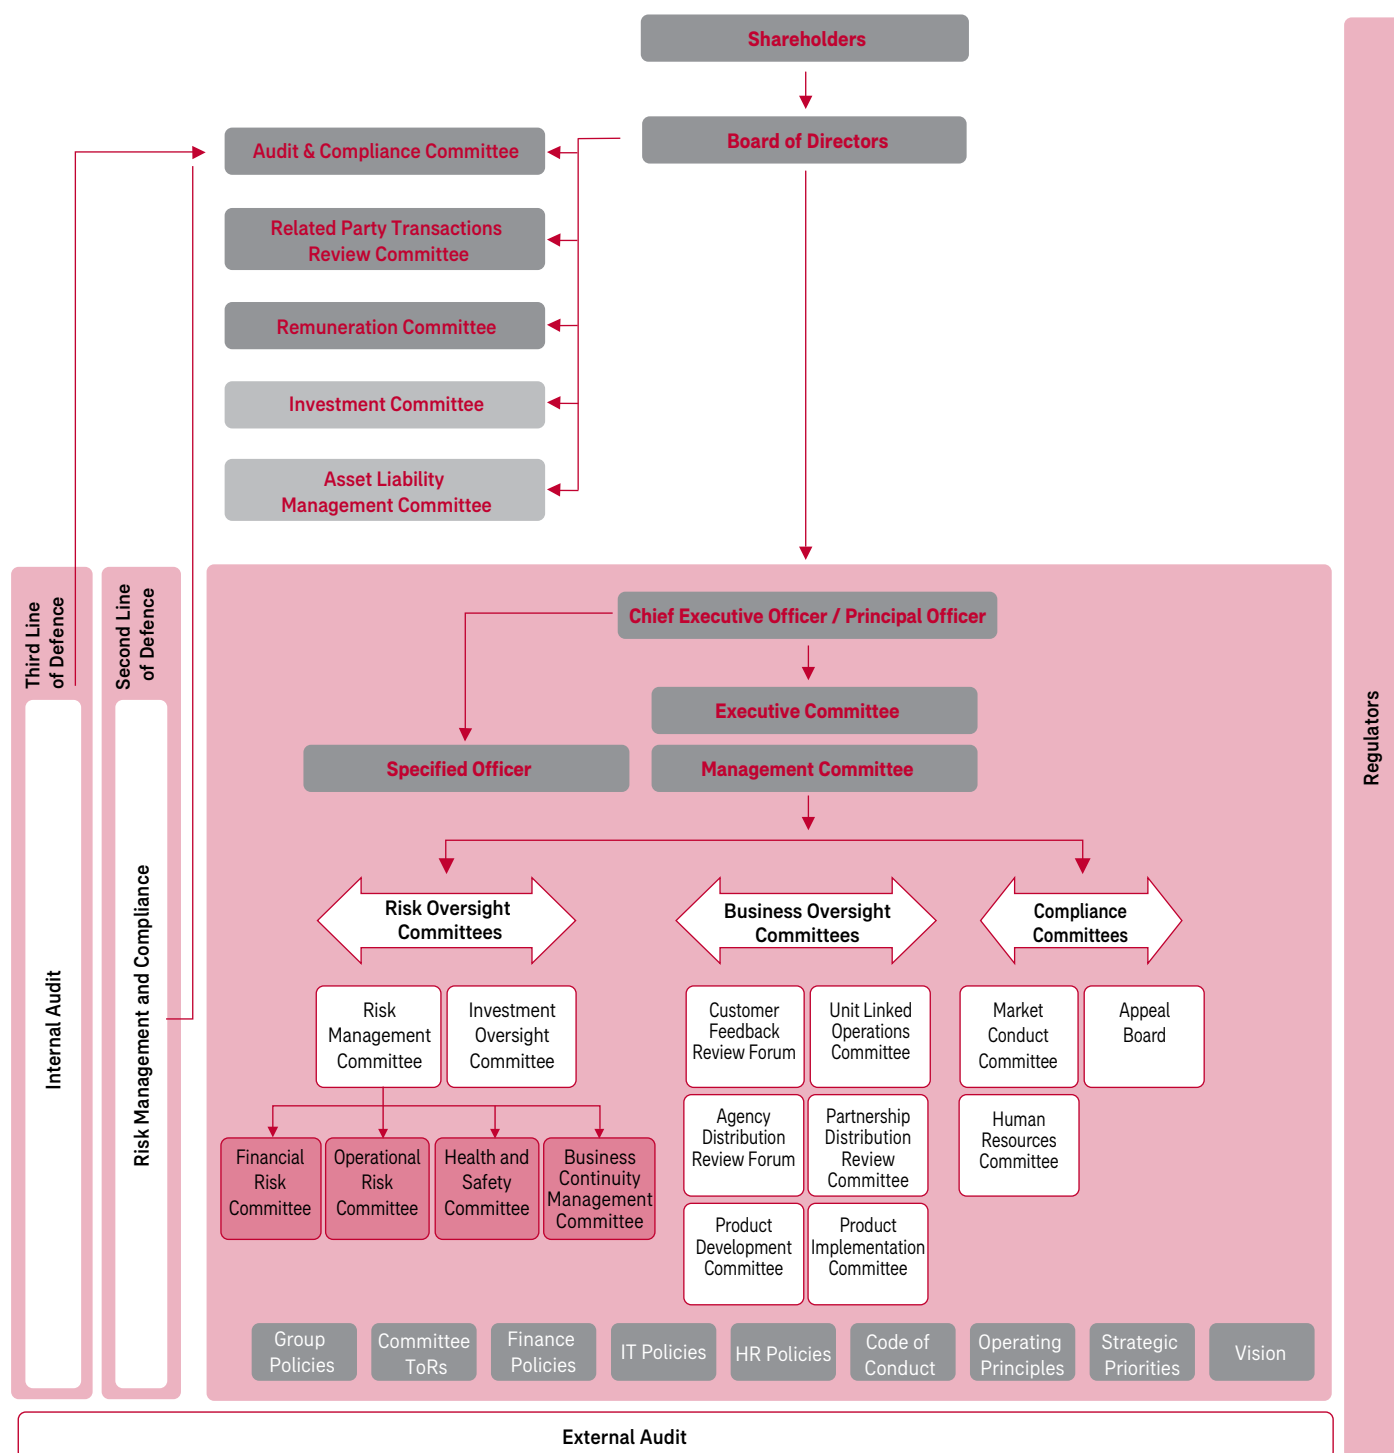 Shareholders
Board of Directors
Audit & Compliance Committee
Related Party Transactions
Review Committee
Remuneration Committee
Investment Committee
Asset Liability
Management Committee
Third Line
of Defence
Second Line
of Defence
Internal Audit
Risk Management and Compliance
Regulators
Chief Executive Officer / Principal Officer
Executive Committee
Specified Officer
Management Committee
Risk Oversight
Committees
Business Oversight
Committees
Compliance
Committees
Risk
Management
Committee
Investment
Oversight
Committee
Customer
Feedback
Review Forum
Unit Linked
Operations
Committee
Market
Conduct
Committee
Appeal
Board
Agency
Distribution
Review Forum
Partnership
Distribution
Review
Committee
Human
Resources
Committee
Financial
Risk
Committee
Operational
Risk
Committee
Health and
Safety
Committee
Business
Continuity
Management
Committee
Product
Development
Committee
Product
Implementation
Committee
Group
Policies
Committee
ToRs
Finance
Policies
IT Policies
HR Policies
Code of
Conduct
Operating
Principles
Strategic
Priorities
Vision
External Audit